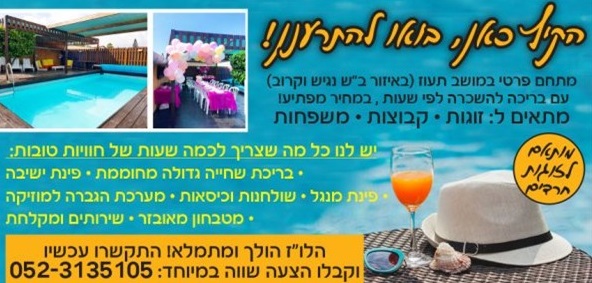 הקיץ כאן, בואו להתרענן!
מתחם פרטי במושב תעוז (באיזור ב"ש נגיש וקרוב)
עם בריכה להשכרה לפי שעות, במחיר מפתיע!
מתאים ל: זוגות • קבוצות • משפחות
יש לנו כל מה שצריך לכמה שעות של חוויות טובות:
• בריכת שחייה גדולה מחוממת • פינת ישיבה
• פינת מנגל • שולחנות וכיסאות • מערכת הגברה למוזיקה
• מטבחון מאובזר • שירותים ומקלחת
מותאם
לזוגות
חרדים
הלו"ז הולך ומתמלא! התקשרו עכשיו
וקבלו הצעה שווה במיוחד: 052-3135105